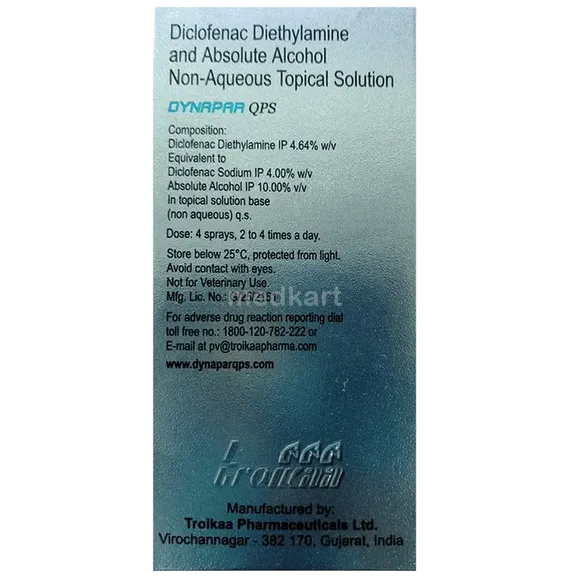 Diclofenac Diethylamine
and Absolute Alcohol
Non-Aqueous Topical Solution
DYNAPAR QPS
Composition:
Diclofenac Diethylamine IP 4.64% w/v
Equivalent to
Diclofenac Sodium IP 4.00% w/v
Absolute Alcohol IP 10.00% v/v
In topical solution base
(non aqueous) q.s.
Dose: 4 sprays, 2 to 4 times a day.
Store below 25°C, protected from light.
Avoid contact with eyes.
Not for Veterinary Use.
Mfg. Lic. No.:
medkart
For adverse drug reaction reporting dial
toll free no.: 1800-120-782-222 or
E-mail at pv@troikaapharma.com
www.dynaparqps.com
troikaa
Manufactured by:
Troikaa Pharmaceuticals Ltd.
Virochannagar - 382 170, Gujarat, India